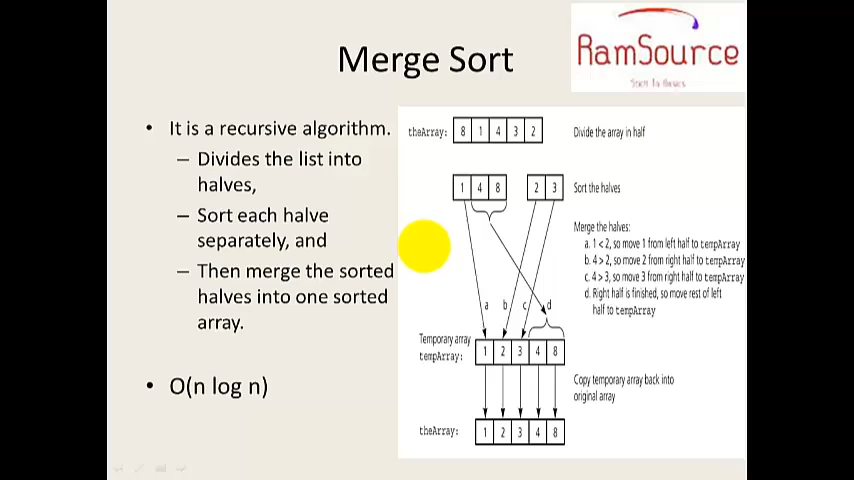 Merge Sort
RamSource
• It is a recursive algorithm.
– Divides the list into
halves,
– Sort each halve
separately, and
– Then merge the sorted
halves into one sorted
array.
• O(n log n)
theArray: 8 1 4 3 2 Divide the array in half
1 4 8 2 3 Sort the halves
Merge the halves:
a. 1 < 2, so move 1 from left half to tempArray
b. 4 > 2, so move 2 from right half to tempArray
c. 4 > 3, so move 3 from right half to tempArray
d. Right half is finished, so move rest of left
half to tempArray
a b c d
Temporary array
tempArray: 1 2 3 4 8
Copy temporary array back into
original array
theArray: 1 2 3 4 8